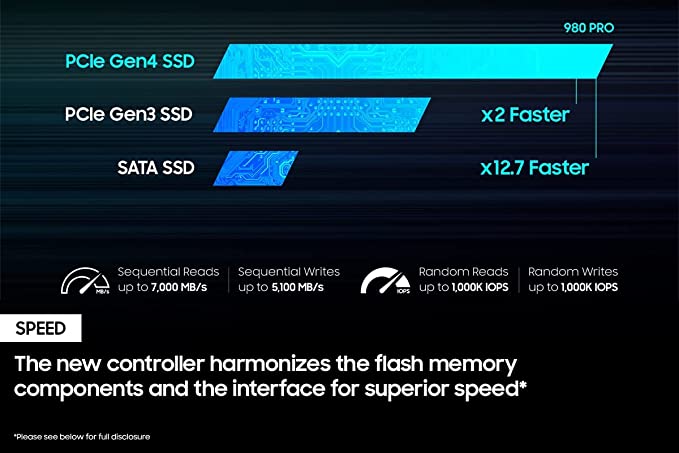 980 PRO
PCIe Gen4 SSD
PCIe Gen3 SSD
x2 Faster
SATA SSD
x12.7 Faster
MB/s
Sequential Reads
up to 7,000 MB/s
Sequential Writes
up to 5,100 MB/s
IOPS
Random Reads
up to 1,000K IOPS
Random Writes
up to 1,000K IOPS
SPEED
The new controller harmonizes the flash memory
components and the interface for superior speed*
*Please see below for full disclosure